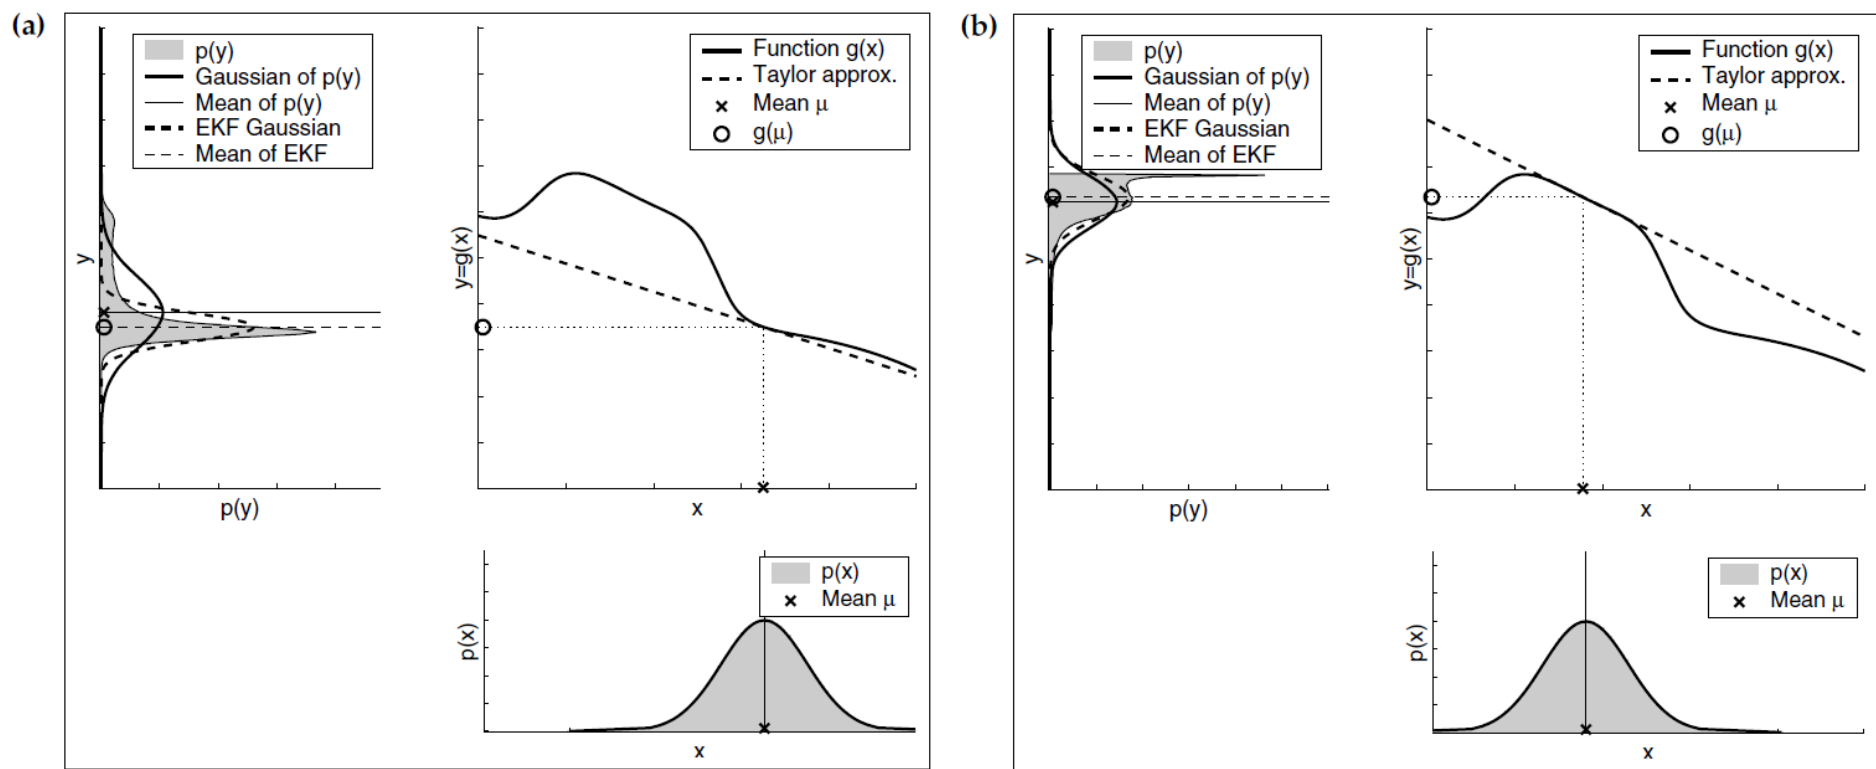 (a)
p(y)
Gaussian of p(y)
Mean of p(y)
EKF Gaussian
Mean of EKF
y
p(y)
Function g(x)
Taylor approx.
Mean μ
g(μ)
y=g(x)
x
p(x)
Mean μ
p(x)
x
(b)
p(y)
Gaussian of p(y)
Mean of p(y)
EKF Gaussian
Mean of EKF
y
p(y)
Function g(x)
Taylor approx.
Mean μ
g(μ)
y=g(x)
x
p(x)
Mean μ
p(x)
x